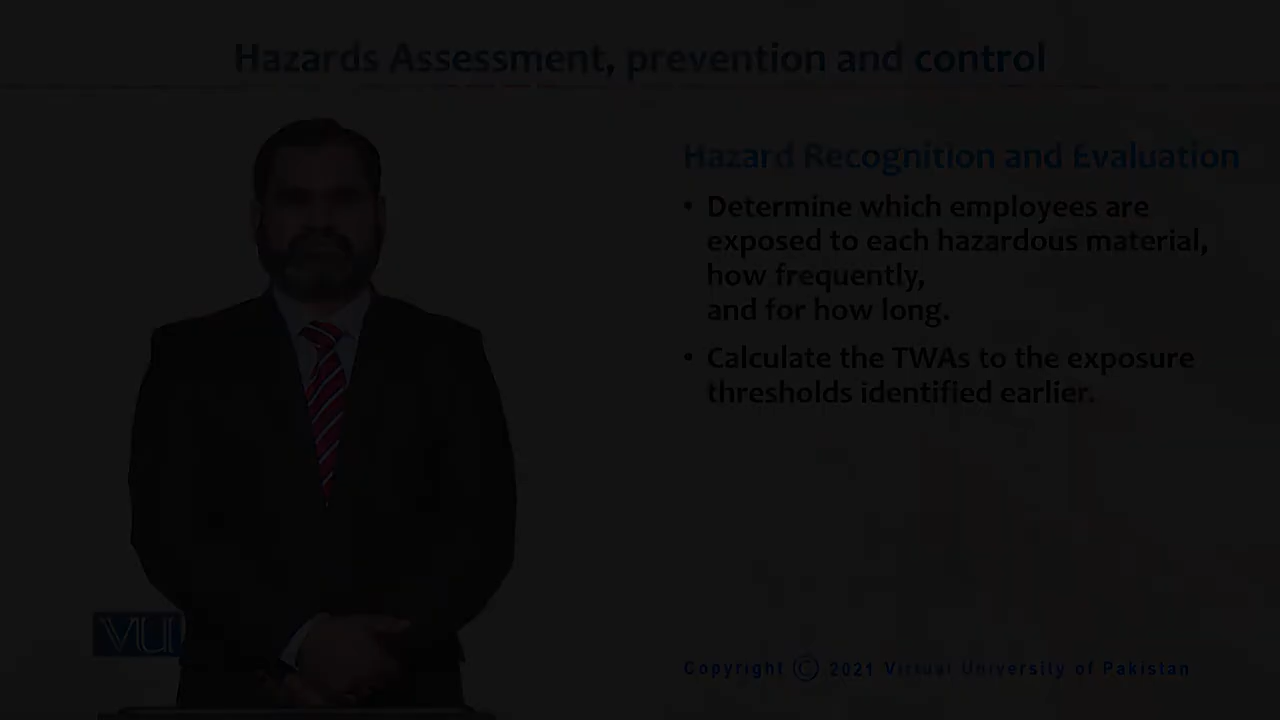 Hazards Assessment, prevention and control
Hazard Recognition and Evaluation
• Determine which employees are
exposed to each hazardous material,
how frequently,
and for how long.
• Calculate the TWAs to the exposure
thresholds identified earlier.
VU
Copyright © 2021 Virtual University of Pakistan